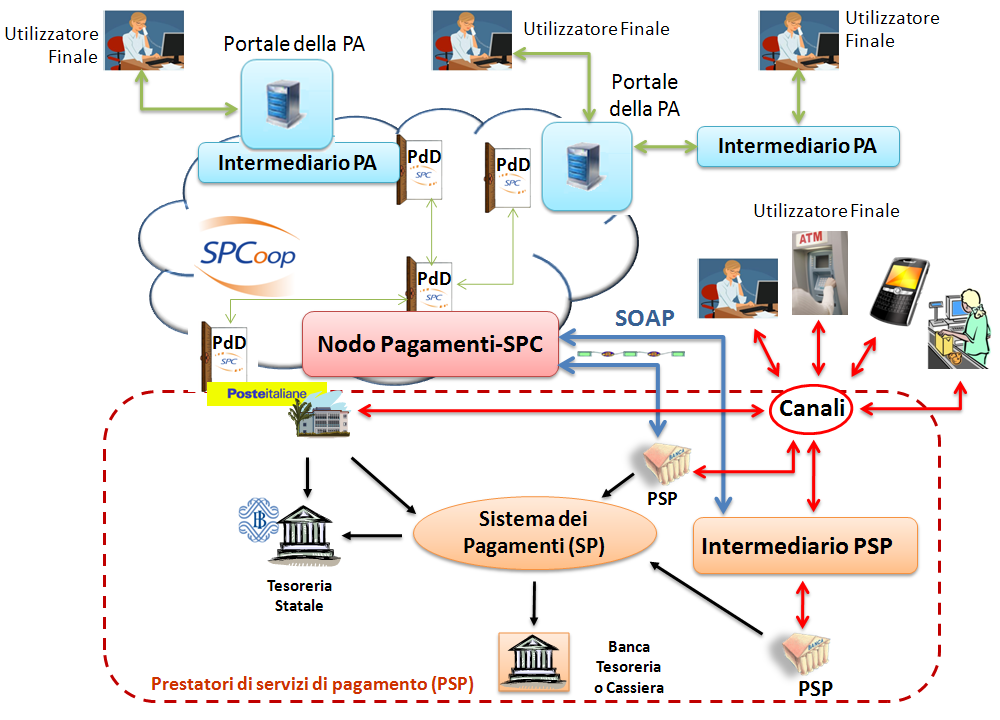 Utilizzatore
Finale
Portale della PA
Utilizzatore Finale
Utilizzatore
Finale
Portale
della PA
Intermediario PA
PdD
SPC
PdD
SPC
Intermediario PA
Utilizzatore Finale
ATM
SPCoop
PdD
SPC
SOAP
PdD
SPC
Nodo Pagamenti-SPC
Posteitaliane
Canali
BANCA
PSP
Sistema dei
Pagamenti (SP)
Intermediario PSP
Tesoreria
Statale
Banca
Tesoreria
o Cassiera
BANCA
PSP
Prestatori di servizi di pagamento (PSP)